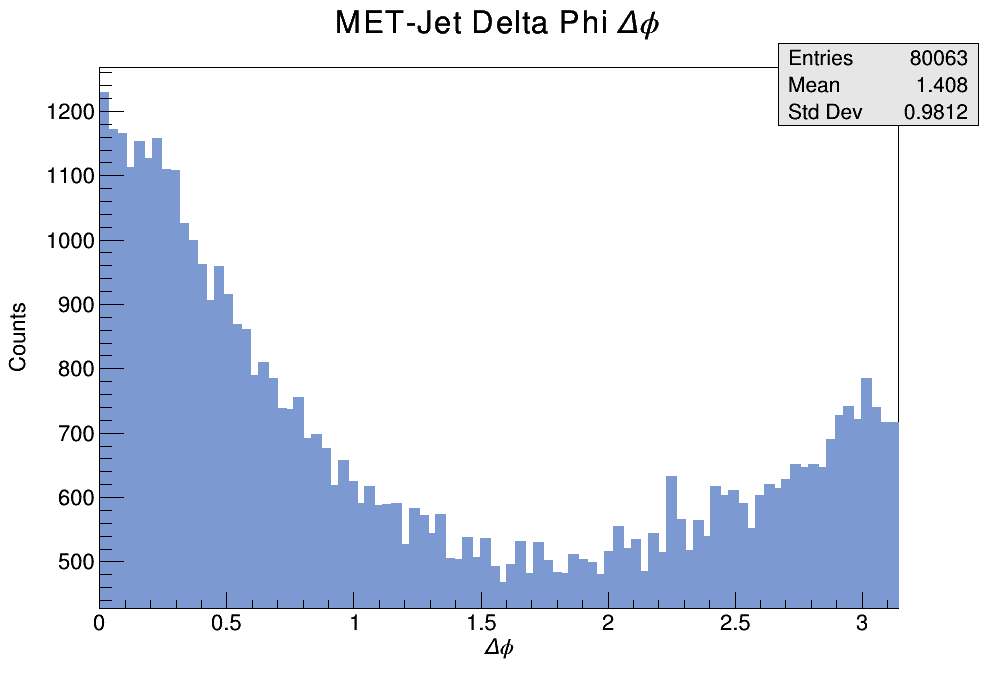 MET-Jet Delta Phi Δϕ
Entries 80063
Mean 1.408
Std Dev 0.9812
1200
1100
1000
900
800
700
600
500
Counts
0 0.5 1 1.5 2 2.5 3
Δϕ